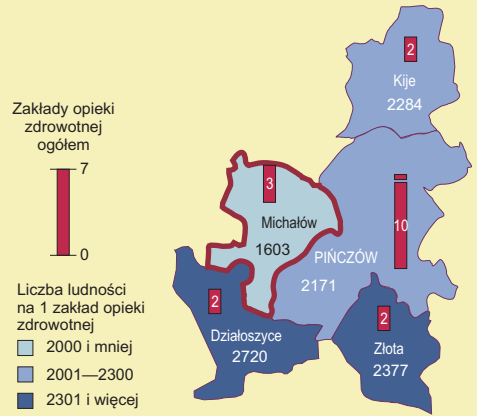 Zakłady opieki
zdrowotnej
ogółem
7
0
Liczba ludności
na 1 zakład opieki
zdrowotnej
2000 i mniej
2001—2300
2301 i więcej
2
Kije
2284
3
Michałów
1603
10
PIŃCZÓW
2171
2
Działoszyce
2720
2
Złota
2377